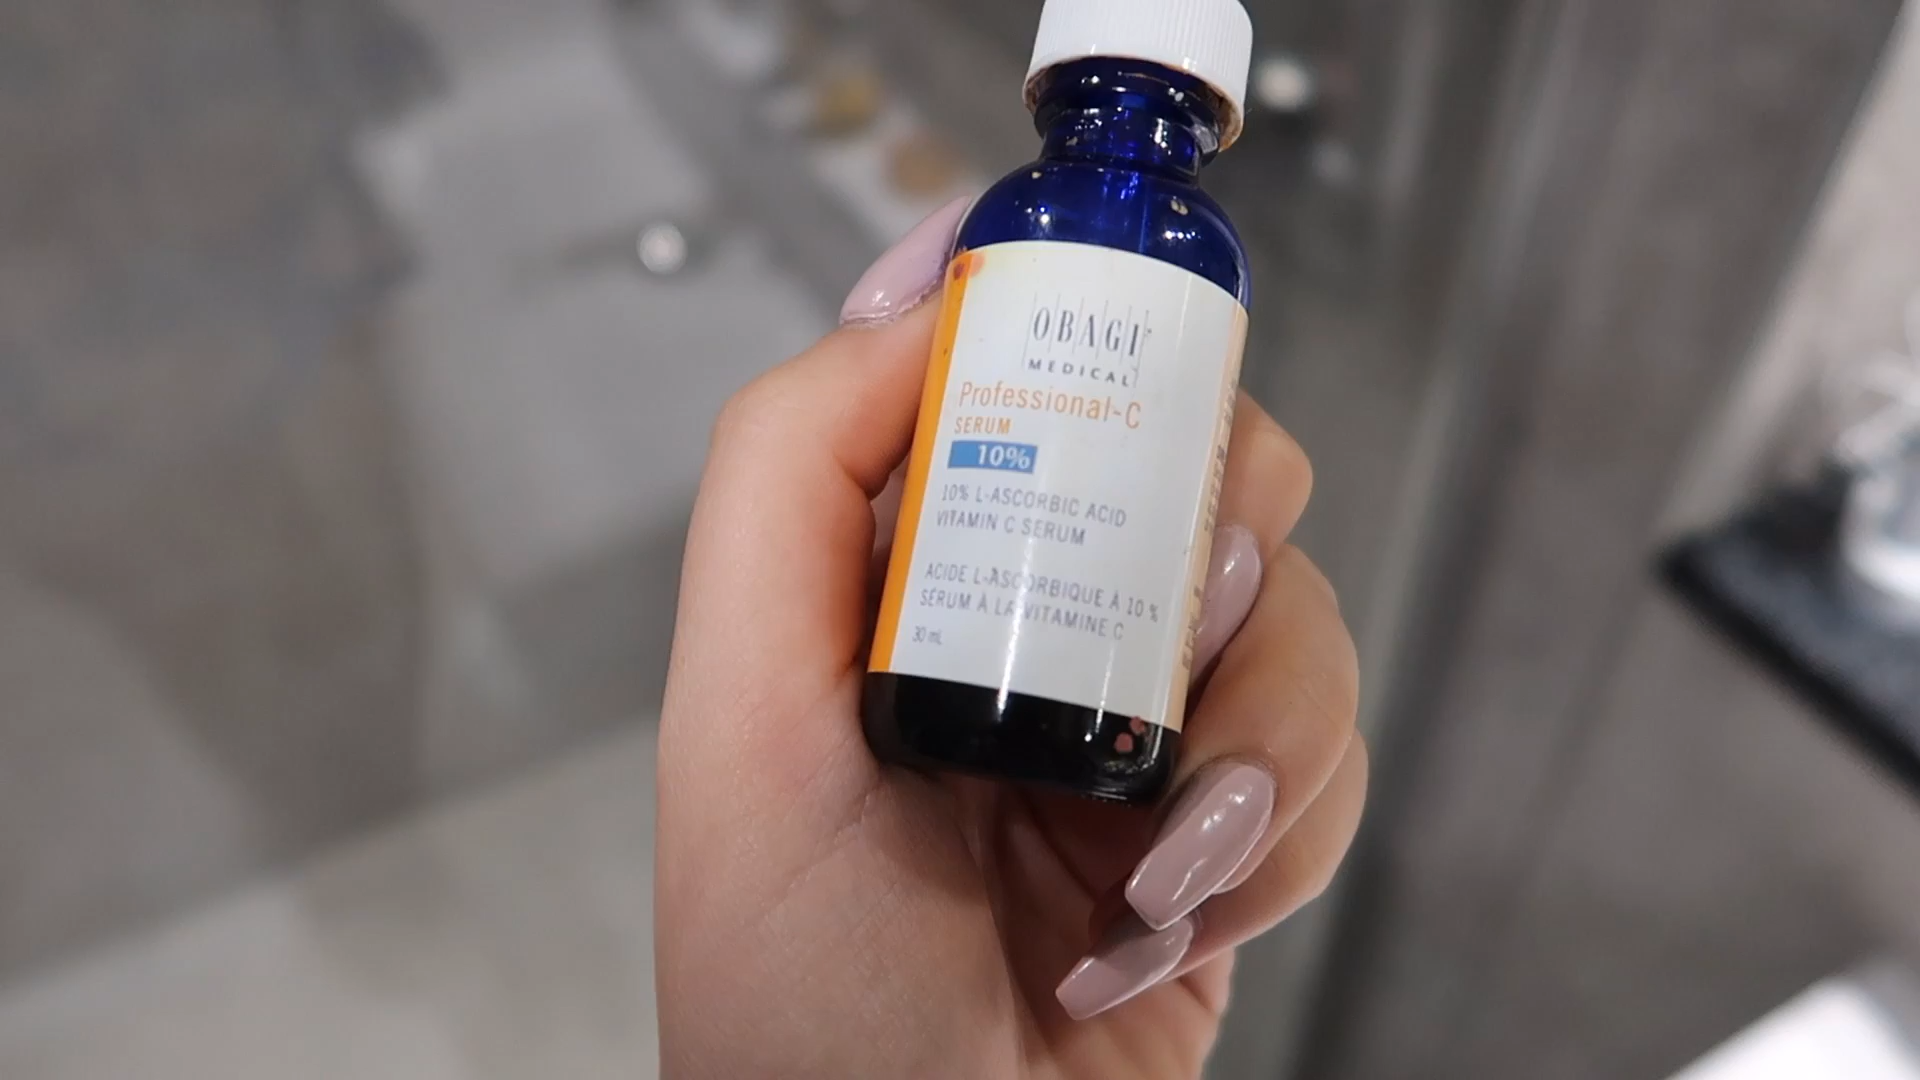 OBAGI
MEDICAL
Professional-C
SERUM
10%
10% L-ASCORBIC ACID
VITAMIN C SERUM
ACIDE L-ASCORBIQUE À 10 %
SÉRUM À LA VITAMINE C
30 mL